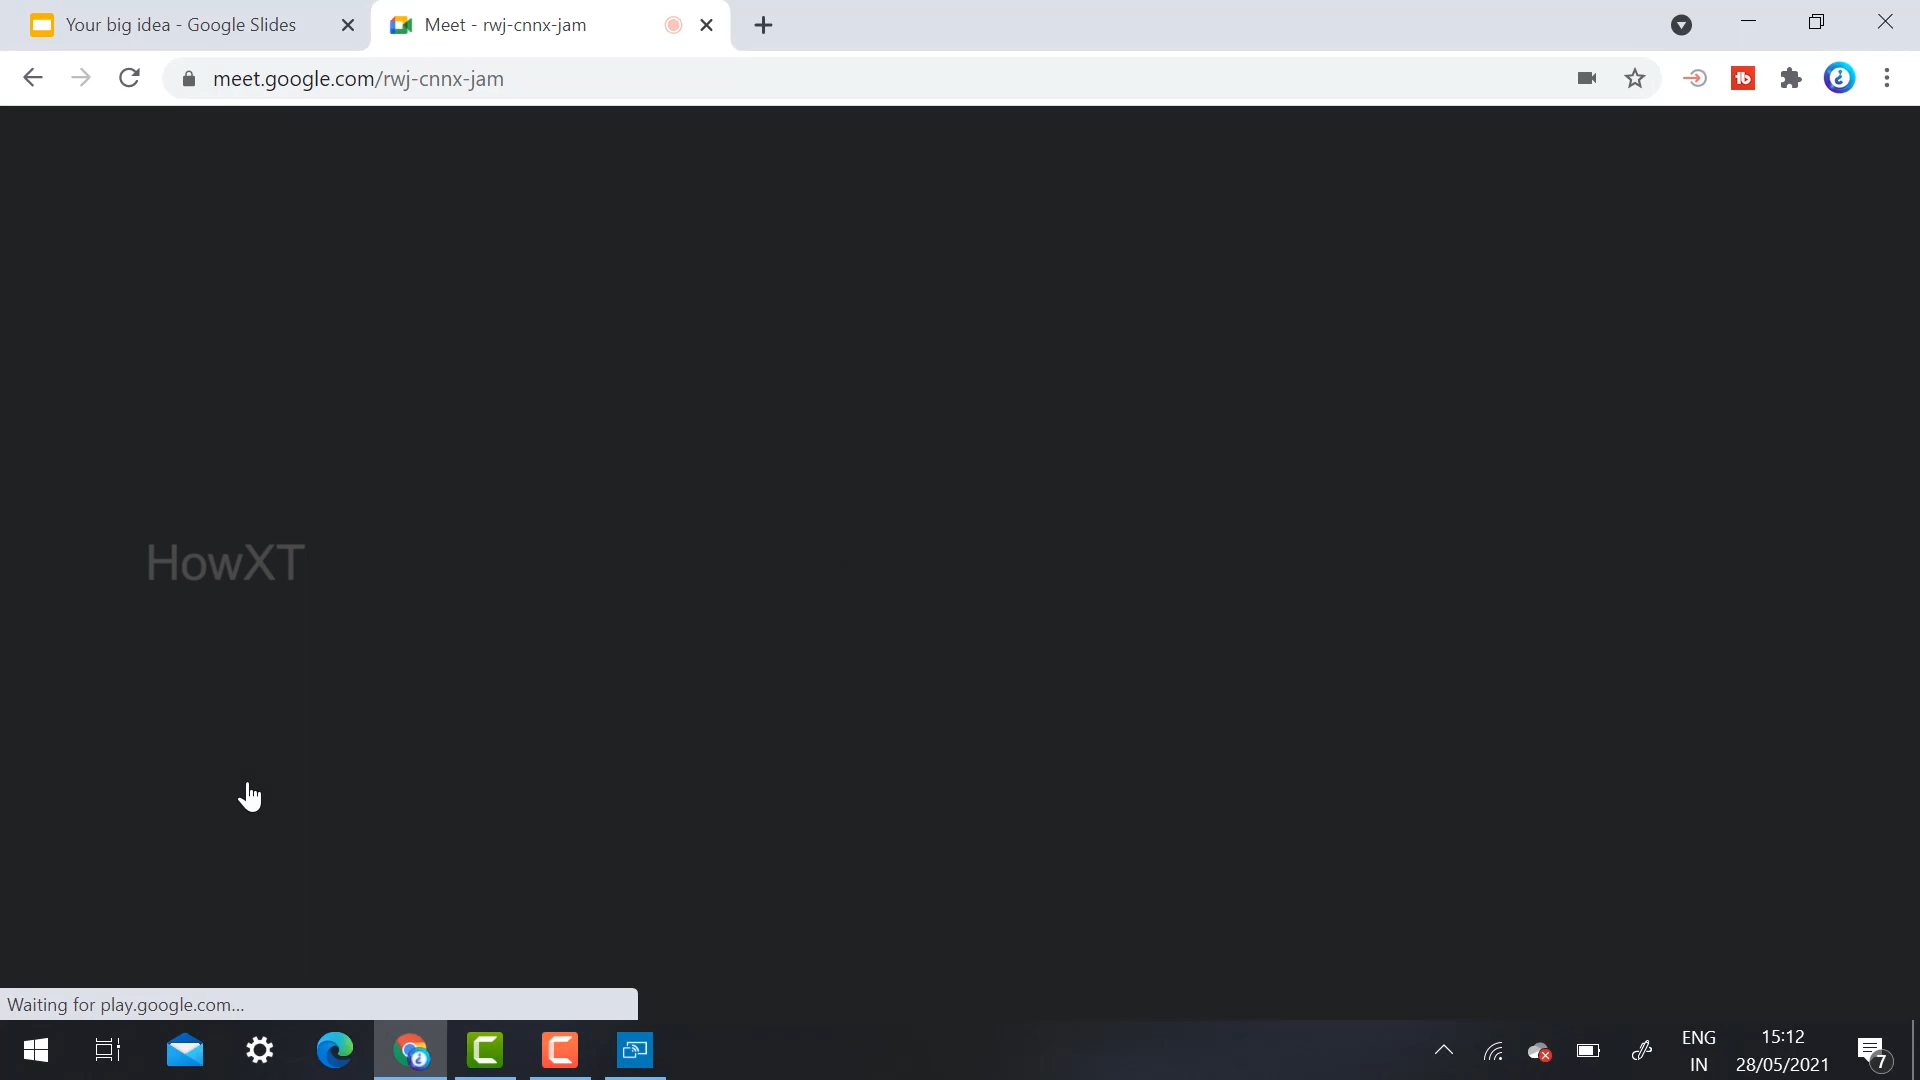 Your big idea - Google Slides
Meet - rwj-cnnx-jam
meet.google.com/rwj-cnnx-jam
HowXT
Waiting for play.google.com...
ENG
IN
15:12
28/05/2021
7